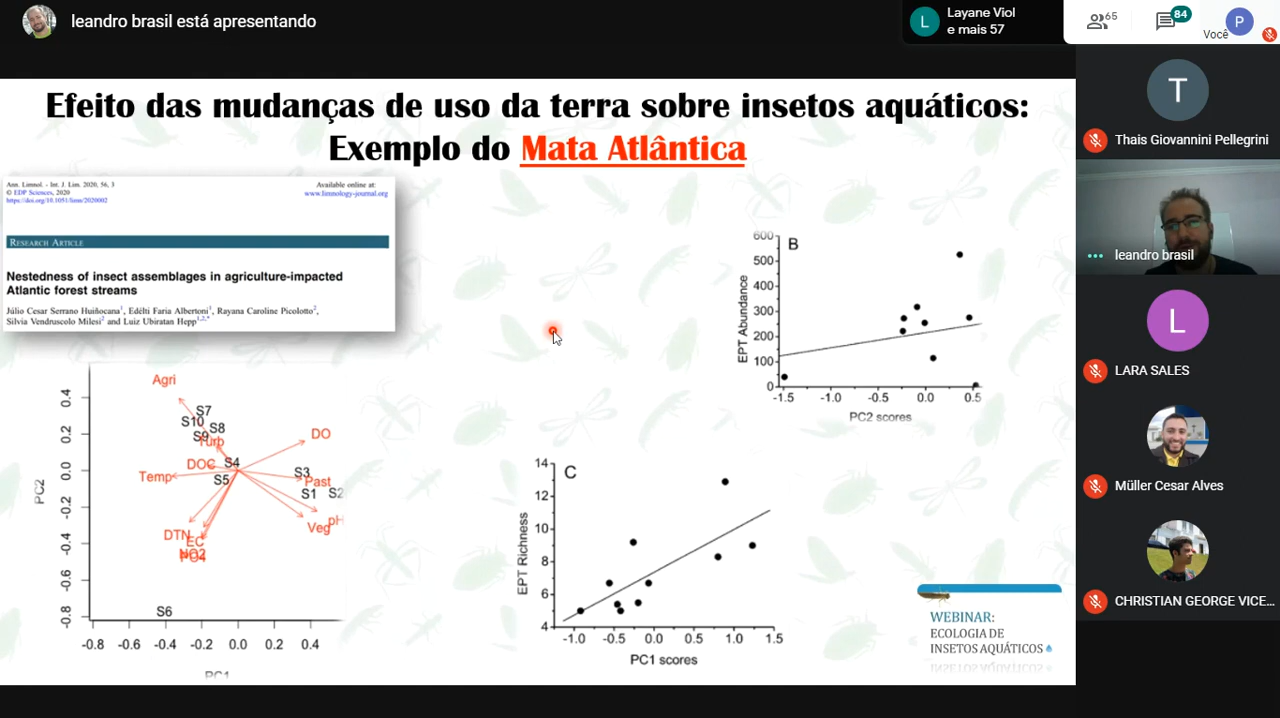 leandro brasil está apresentando
L
Layane Viol
e mais 57
65
84
Você
P
Efeito das mudanças de uso da terra sobre insetos aquáticos:
Exemplo do Mata Atlântica
Ann. Limnol. - Int. J. Lim. 2020, 56, 3
© EDP Sciences, 2020
https://doi.org/10.1051/limn/2020002
Available online at:
www.limnology-journal.org
RESEARCH ARTICLE
Nestedness of insect assemblages in agriculture-impacted
Atlantic forest streams
Júlio Cesar Serrano Huiñocana1, Edélti Faria Albertoni1, Rayana Caroline Picolotto2,
Silvia Vendruscolo Milesi2 and Luiz Ubiratan Hepp1,2,*
B
600
500
400
300
200
100
0
EPT Abundance
-1.5
-1.0
-0.5
0.0
0.5
PC2 scores
Agri
S7
S10
S8
S9
Turb
DO
DOC
S4
Temp
S5
S3
Past
S1
S2
pH
Veg
DTN
EC
NO2
PO4
S6
0.4
0.2
0.0
-0.2
-0.4
-0.6
-0.8
PC2
-0.8
-0.6
-0.4
-0.2
0.0
0.2
0.4
PC1
C
14
12
10
8
6
4
EPT Richness
-1.0
-0.5
0.0
0.5
1.0
1.5
PC1 scores
WEBINAR:
ECOLOGIA DE
INSETOS AQUÁTICOS
T
Thais Giovannini Pellegrini
leandro brasil
L
LARA SALES
Müller Cesar Alves
CHRISTIAN GEORGE VICE...